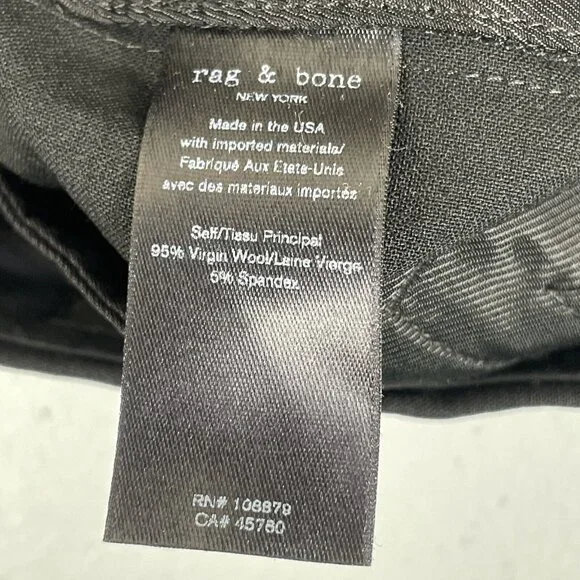 rag & bone
NEW YORK
Made in the USA
with imported materials/
Fabriqué Aux Etats-Unis
avec des materiaux importés
Self/Tissu Principal
95% Virgin Wool/Laine Vierge
5% Spandex
RN# 108879
CA# 45780